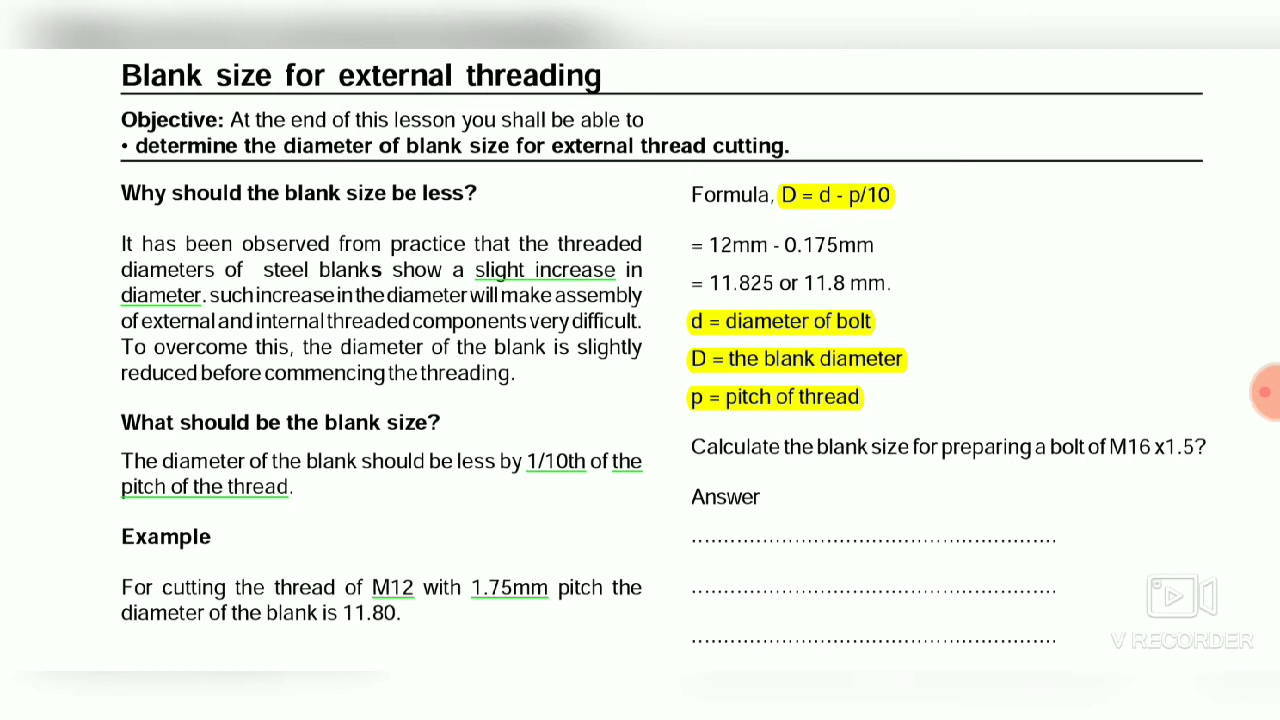 Blank size for external threading
Objective: At the end of this lesson you shall be able to
• determine the diameter of blank size for external thread cutting.
Why should the blank size be less?
It has been observed from practice that the threaded
diameters of steel blanks show a slight increase in
diameter. such increase in the diameter will make assembly
of external and internal threaded components very difficult.
To overcome this, the diameter of the blank is slightly
reduced before commencing the threading.
What should be the blank size?
The diameter of the blank should be less by 1/10th of the
pitch of the thread.
Example
For cutting the thread of M12 with 1.75mm pitch the
diameter of the blank is 11.80.
Formula, D = d - p/10
= 12mm - 0.175mm
= 11.825 or 11.8 mm.
d = diameter of bolt
D = the blank diameter
p = pitch of thread
Calculate the blank size for preparing a bolt of M16 x1.5?
Answer
..........................................................
..........................................................
..........................................................
V RECORDER